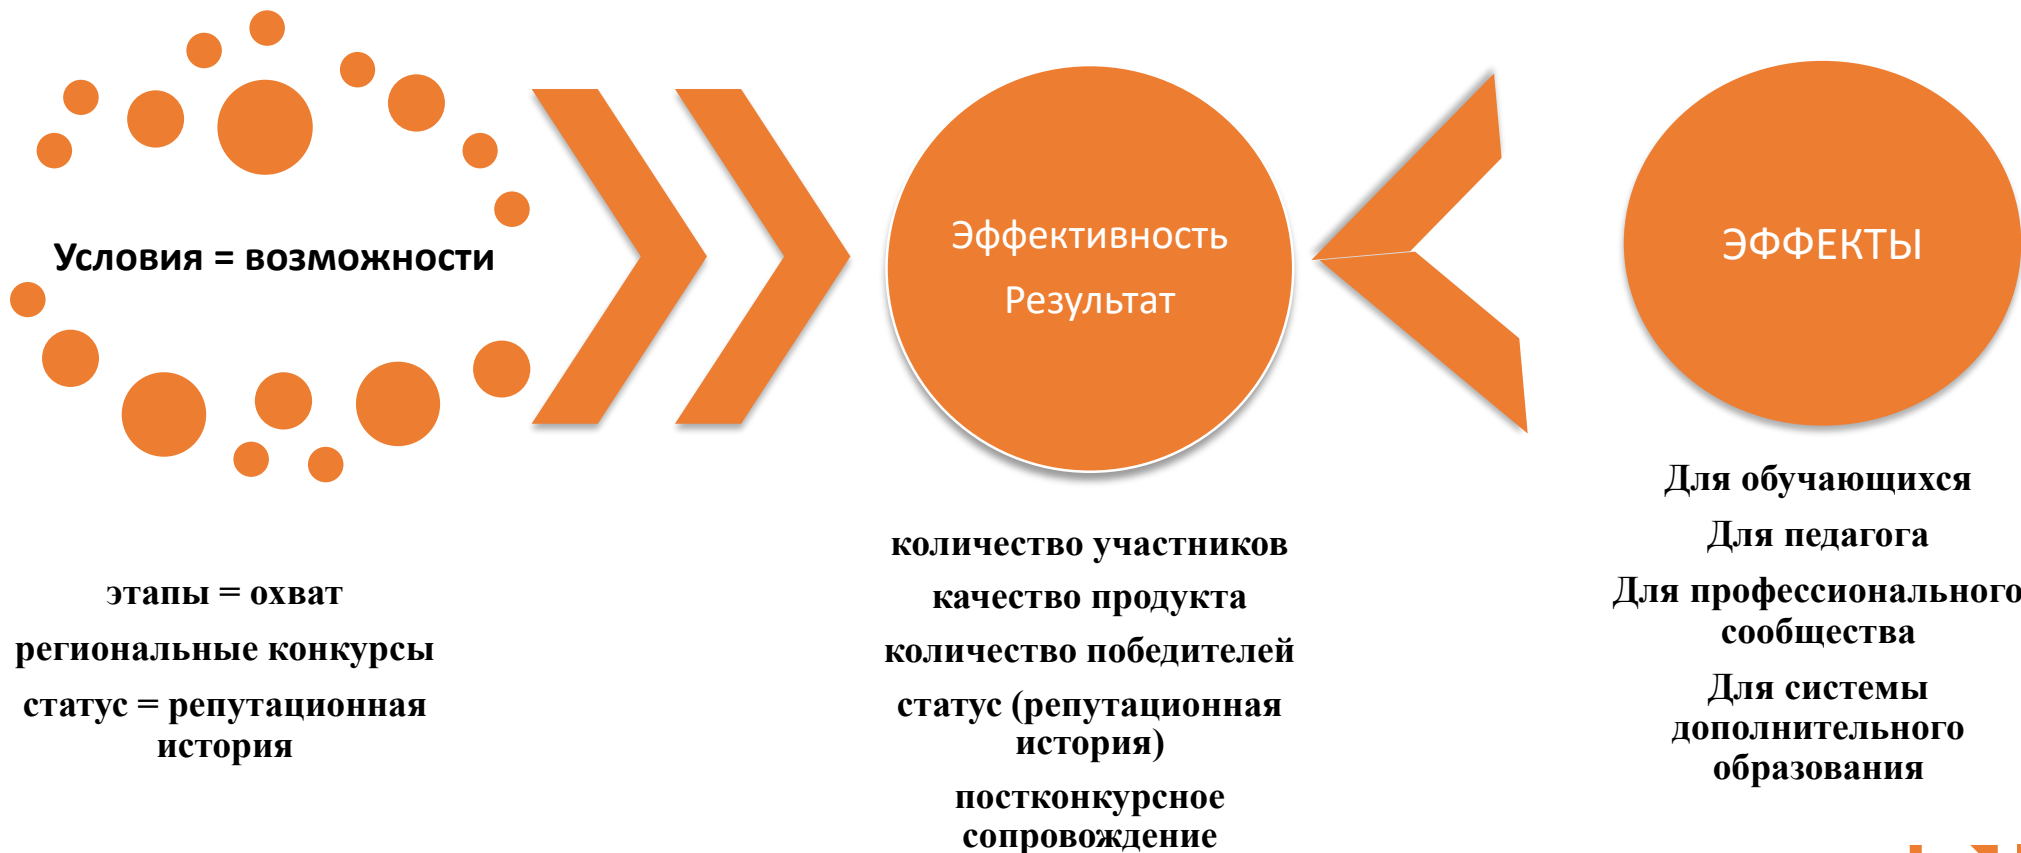 Условия = возможности
этапы = охват
региональные конкурсы
статус = репутационная
история
Эффективность
Результат
количество участников
качество продукта
количество победителей
статус (репутационная
история)
постконкурсное
сопровождение
ЭФФЕКТЫ
Для обучающихся
Для педагога
Для профессионального
сообщества
Для системы
дополнительного
образования